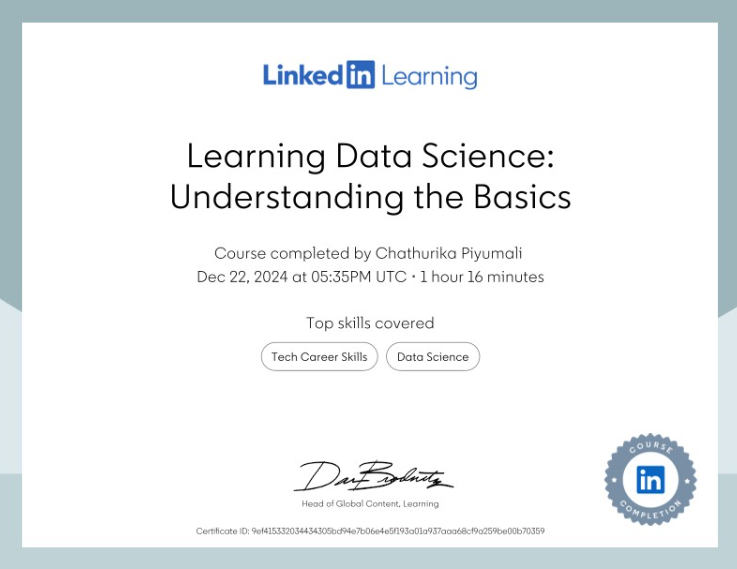 Linkedin Learning
Learning Data Science:
Understanding the Basics
Course completed by Chathurika Piyumali
Dec 22, 2024 at 05:35PM UTC • 1 hour 16 minutes
Top skills covered
Tech Career Skills Data Science
Head of Global Content, Learning
COURSE
in
COMPLETION
Certificate ID: 9ef415332034434305bd94e7b06e4e5f193a01a937aaa68cf9a259be00b70359